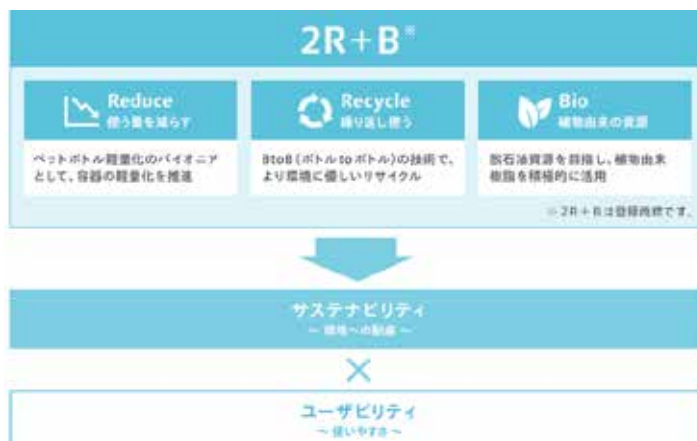 2R+B※
Reduce
使う量を減らす
ペットボトル軽量化のパイオニア
として、容器の軽量化を推進
Recycle
繰り返し使う
BtoB(ボトルtoボトル)の技術で、
より環境に優しいリサイクル
Bio
植物由来の資源
脱石油資源を目指し、植物由来
樹脂を積極的に活用
※2R+Bは登録商標です。
サステナビリティ
~環境への配慮~
×
ユーザビリティ
~使いやすさ~